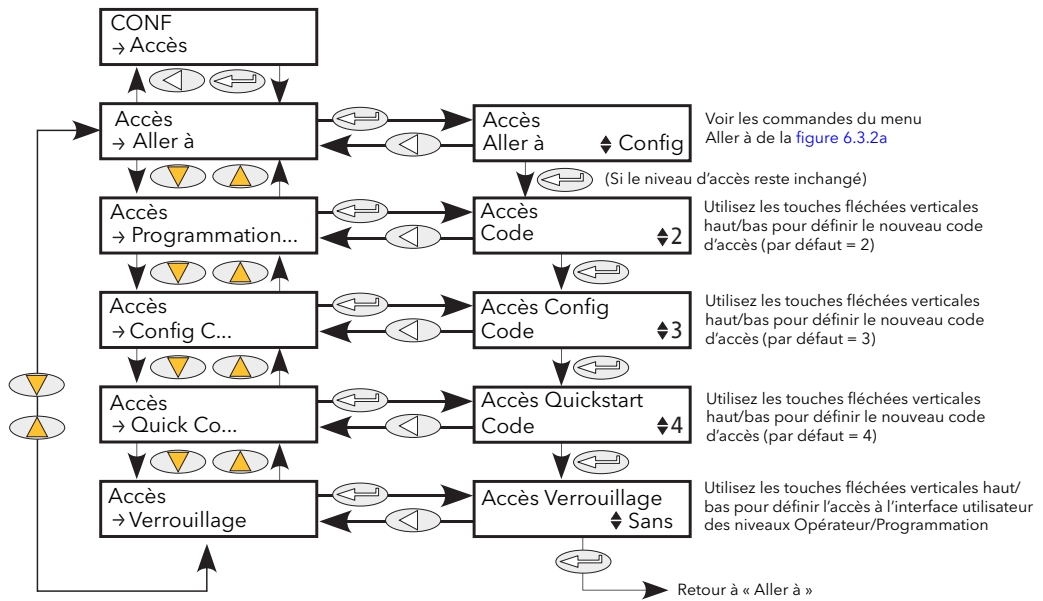 CONF
→ Accès
Accès
→ Aller à
Accès
Aller à ♦ Config
Voir les commandes du menu
Aller à de la figure 6.3.2a
(Si le niveau d'accès reste inchangé)
Accès
→ Programmation...
Accès
Code ♦2
Utilisez les touches fléchées verticales
haut/bas pour définir le nouveau code
d'accès (par défaut = 2)
Accès
→ Config C...
Accès Config
Code ♦3
Utilisez les touches fléchées verticales
haut/bas pour définir le nouveau code
d'accès (par défaut = 3)
Accès
→ Quick Co...
Accès Quickstart
Code ♦4
Utilisez les touches fléchées verticales
haut/bas pour définir le nouveau code
d'accès (par défaut = 4)
Accès
→ Verrouillage
Accès Verrouillage
♦ Sans
Utilisez les touches fléchées verticales haut/
bas pour définir l'accès à l'interface utilisateur
des niveaux Opérateur/Programmation
Retour à « Aller à »